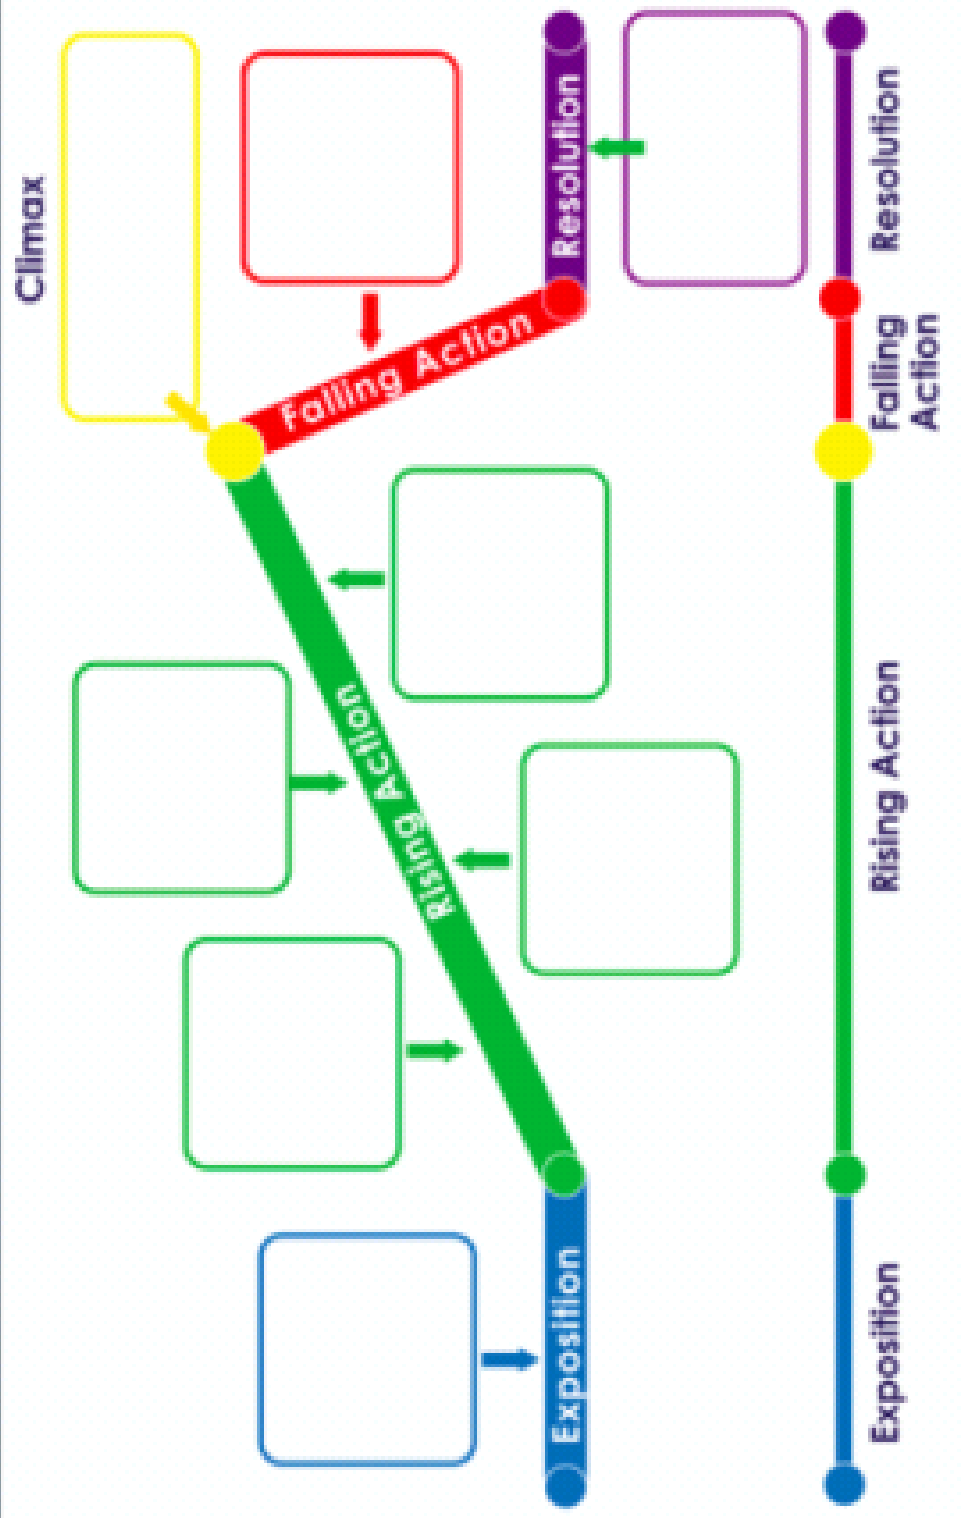 Climax
Exposition
Rising Action
Falling Action
Resolution
Exposition
Rising Action
Falling
Action
Resolution